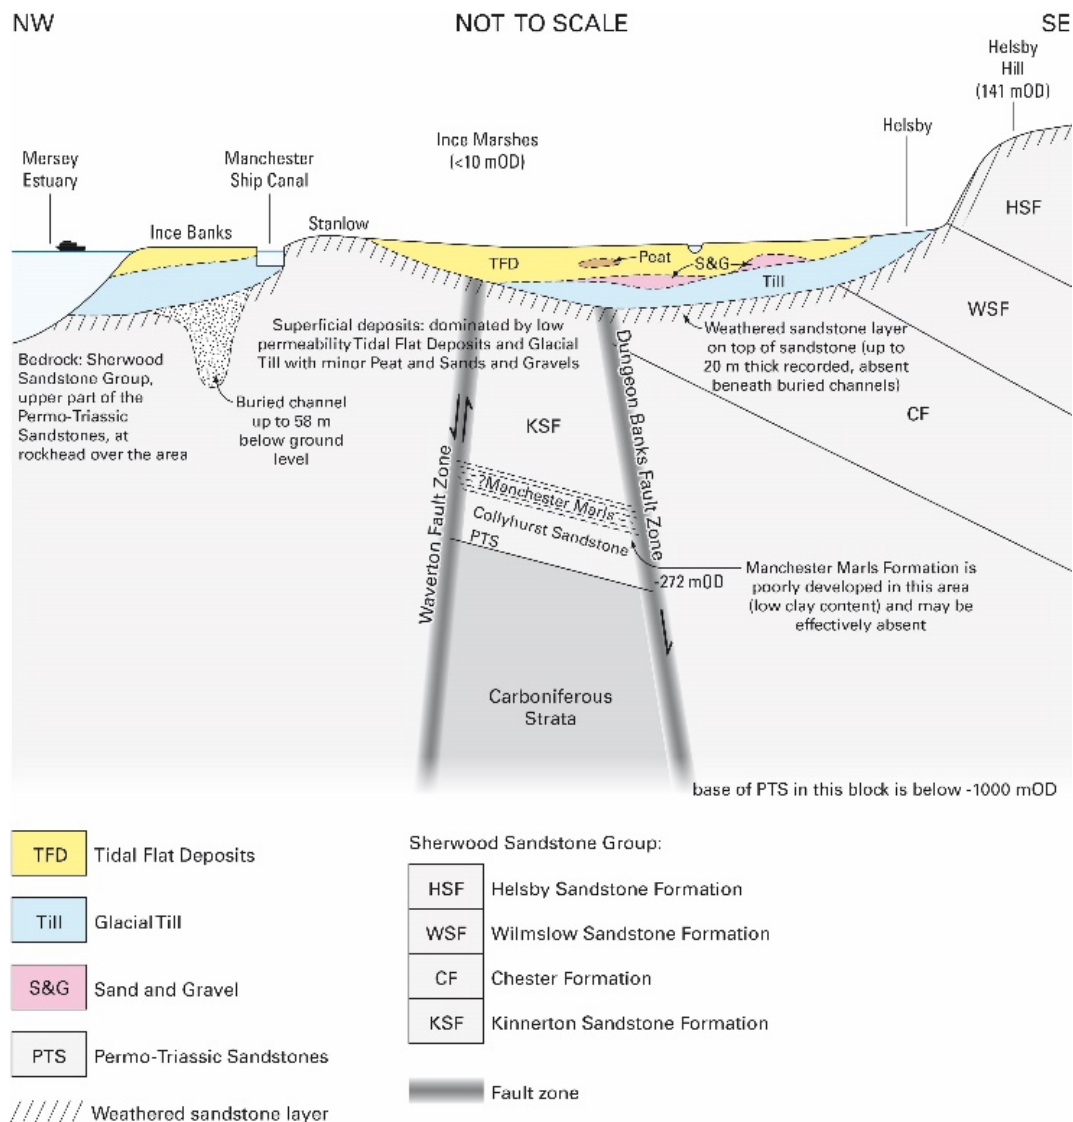 NW
NOT TO SCALE
SE
Helsby
Hill
(141 mOD)
Helsby
Ince Marshes
(<10 mOD)
Mersey
Estuary
Manchester
Ship Canal
Ince Banks
Stanlow
HSF
TFD
Peat
S&G
Till
WSF
Superficial deposits: dominated by low
permeability Tidal Flat Deposits and Glacial
Till with minor Peat and Sands and Gravels
Weathered sandstone layer
on top of sandstone (up to
20 m thick recorded, absent
beneath buried channels)
Bedrock: Sherwood
Sandstone Group,
upper part of the
Permo-Triassic
Sandstones, at
rockhead over the area
Buried channel
up to 58 m
below ground
level
KSF
CF
Waverton Fault Zone
Dungeon Banks Fault Zone
?Manchester Marls
Collyhurst Sandstone
PTS
-272 mOD
Manchester Marls Formation is
poorly developed in this area
(low clay content) and may be
effectively absent
Carboniferous
Strata
base of PTS in this block is below -1000 mOD
TFD Tidal Flat Deposits
Till Glacial Till
S&G Sand and Gravel
PTS Permo-Triassic Sandstones
Weathered sandstone layer
Sherwood Sandstone Group:
HSF Helsby Sandstone Formation
WSF Wilmslow Sandstone Formation
CF Chester Formation
KSF Kinnerton Sandstone Formation
Fault zone